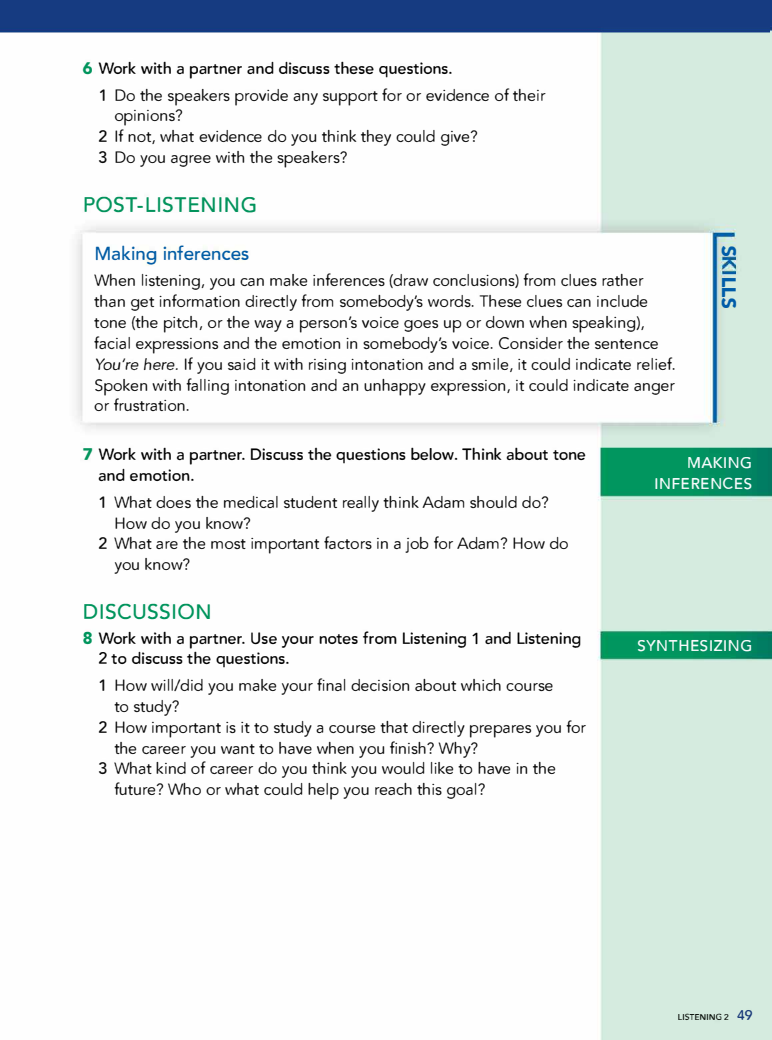 6 Work with a partner and discuss these questions.
1 Do the speakers provide any support for or evidence of their
opinions?
2 If not, what evidence do you think they could give?
3 Do you agree with the speakers?
POST-LISTENING
SKILLS
Making inferences
When listening, you can make inferences (draw conclusions) from clues rather
than get information directly from somebody's words. These clues can include
tone (the pitch, or the way a person's voice goes up or down when speaking),
facial expressions and the emotion in somebody's voice. Consider the sentence
You're here. If you said it with rising intonation and a smile, it could indicate relief.
Spoken with falling intonation and an unhappy expression, it could indicate anger
or frustration.
7 Work with a partner. Discuss the questions below. Think about tone
and emotion.
MAKING
INFERENCES
1 What does the medical student really think Adam should do?
How do you know?
2 What are the most important factors in a job for Adam? How do
you know?
DISCUSSION
8 Work with a partner. Use your notes from Listening 1 and Listening
2 to discuss the questions.
SYNTHESIZING
1 How will/did you make your final decision about which course
to study?
2 How important is it to study a course that directly prepares you for
the career you want to have when you finish? Why?
3 What kind of career do you think you would like to have in the
future? Who or what could help you reach this goal?
LISTENING 2 49